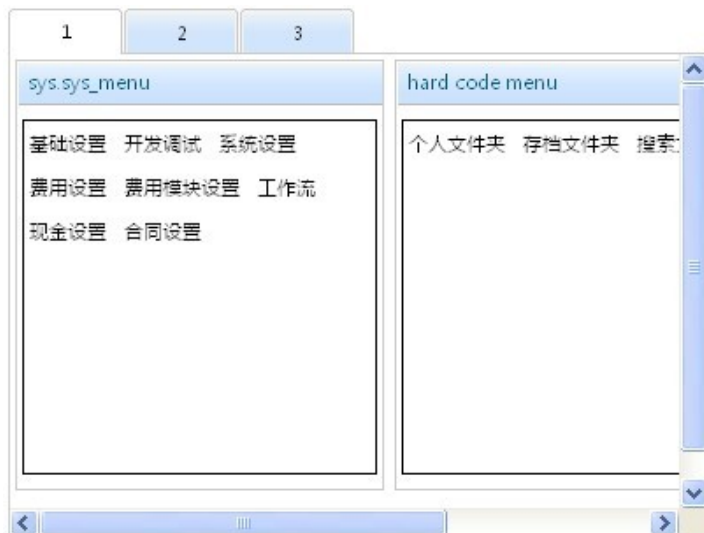 1 2 3
sys.sys_menu
基础设置 开发调试 系统设置
费用设置 费用模块设置 工作流
现金设置 合同设置
hard code menu
个人文件夹 存档文件夹 搜索